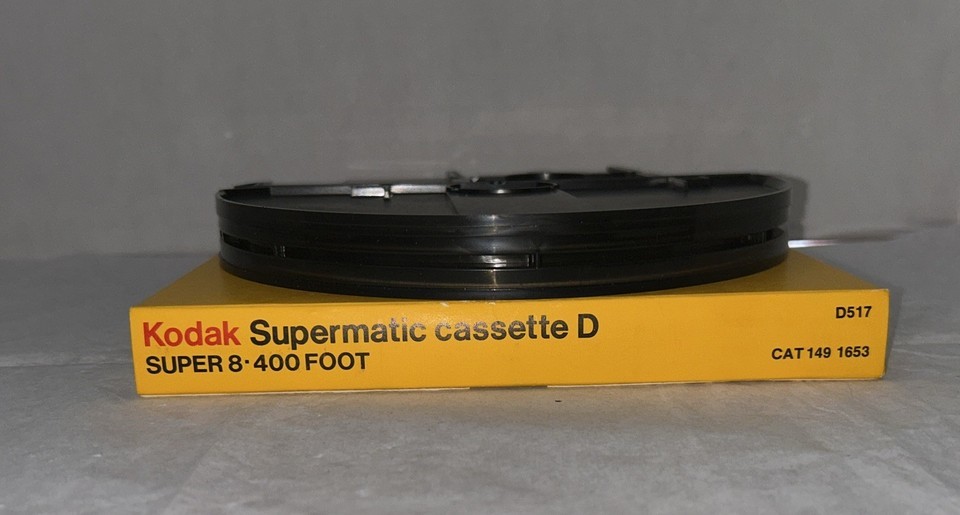 Kodak Supermatic cassette D
SUPER 8·400 FOOT
D517
CAT 149 1653